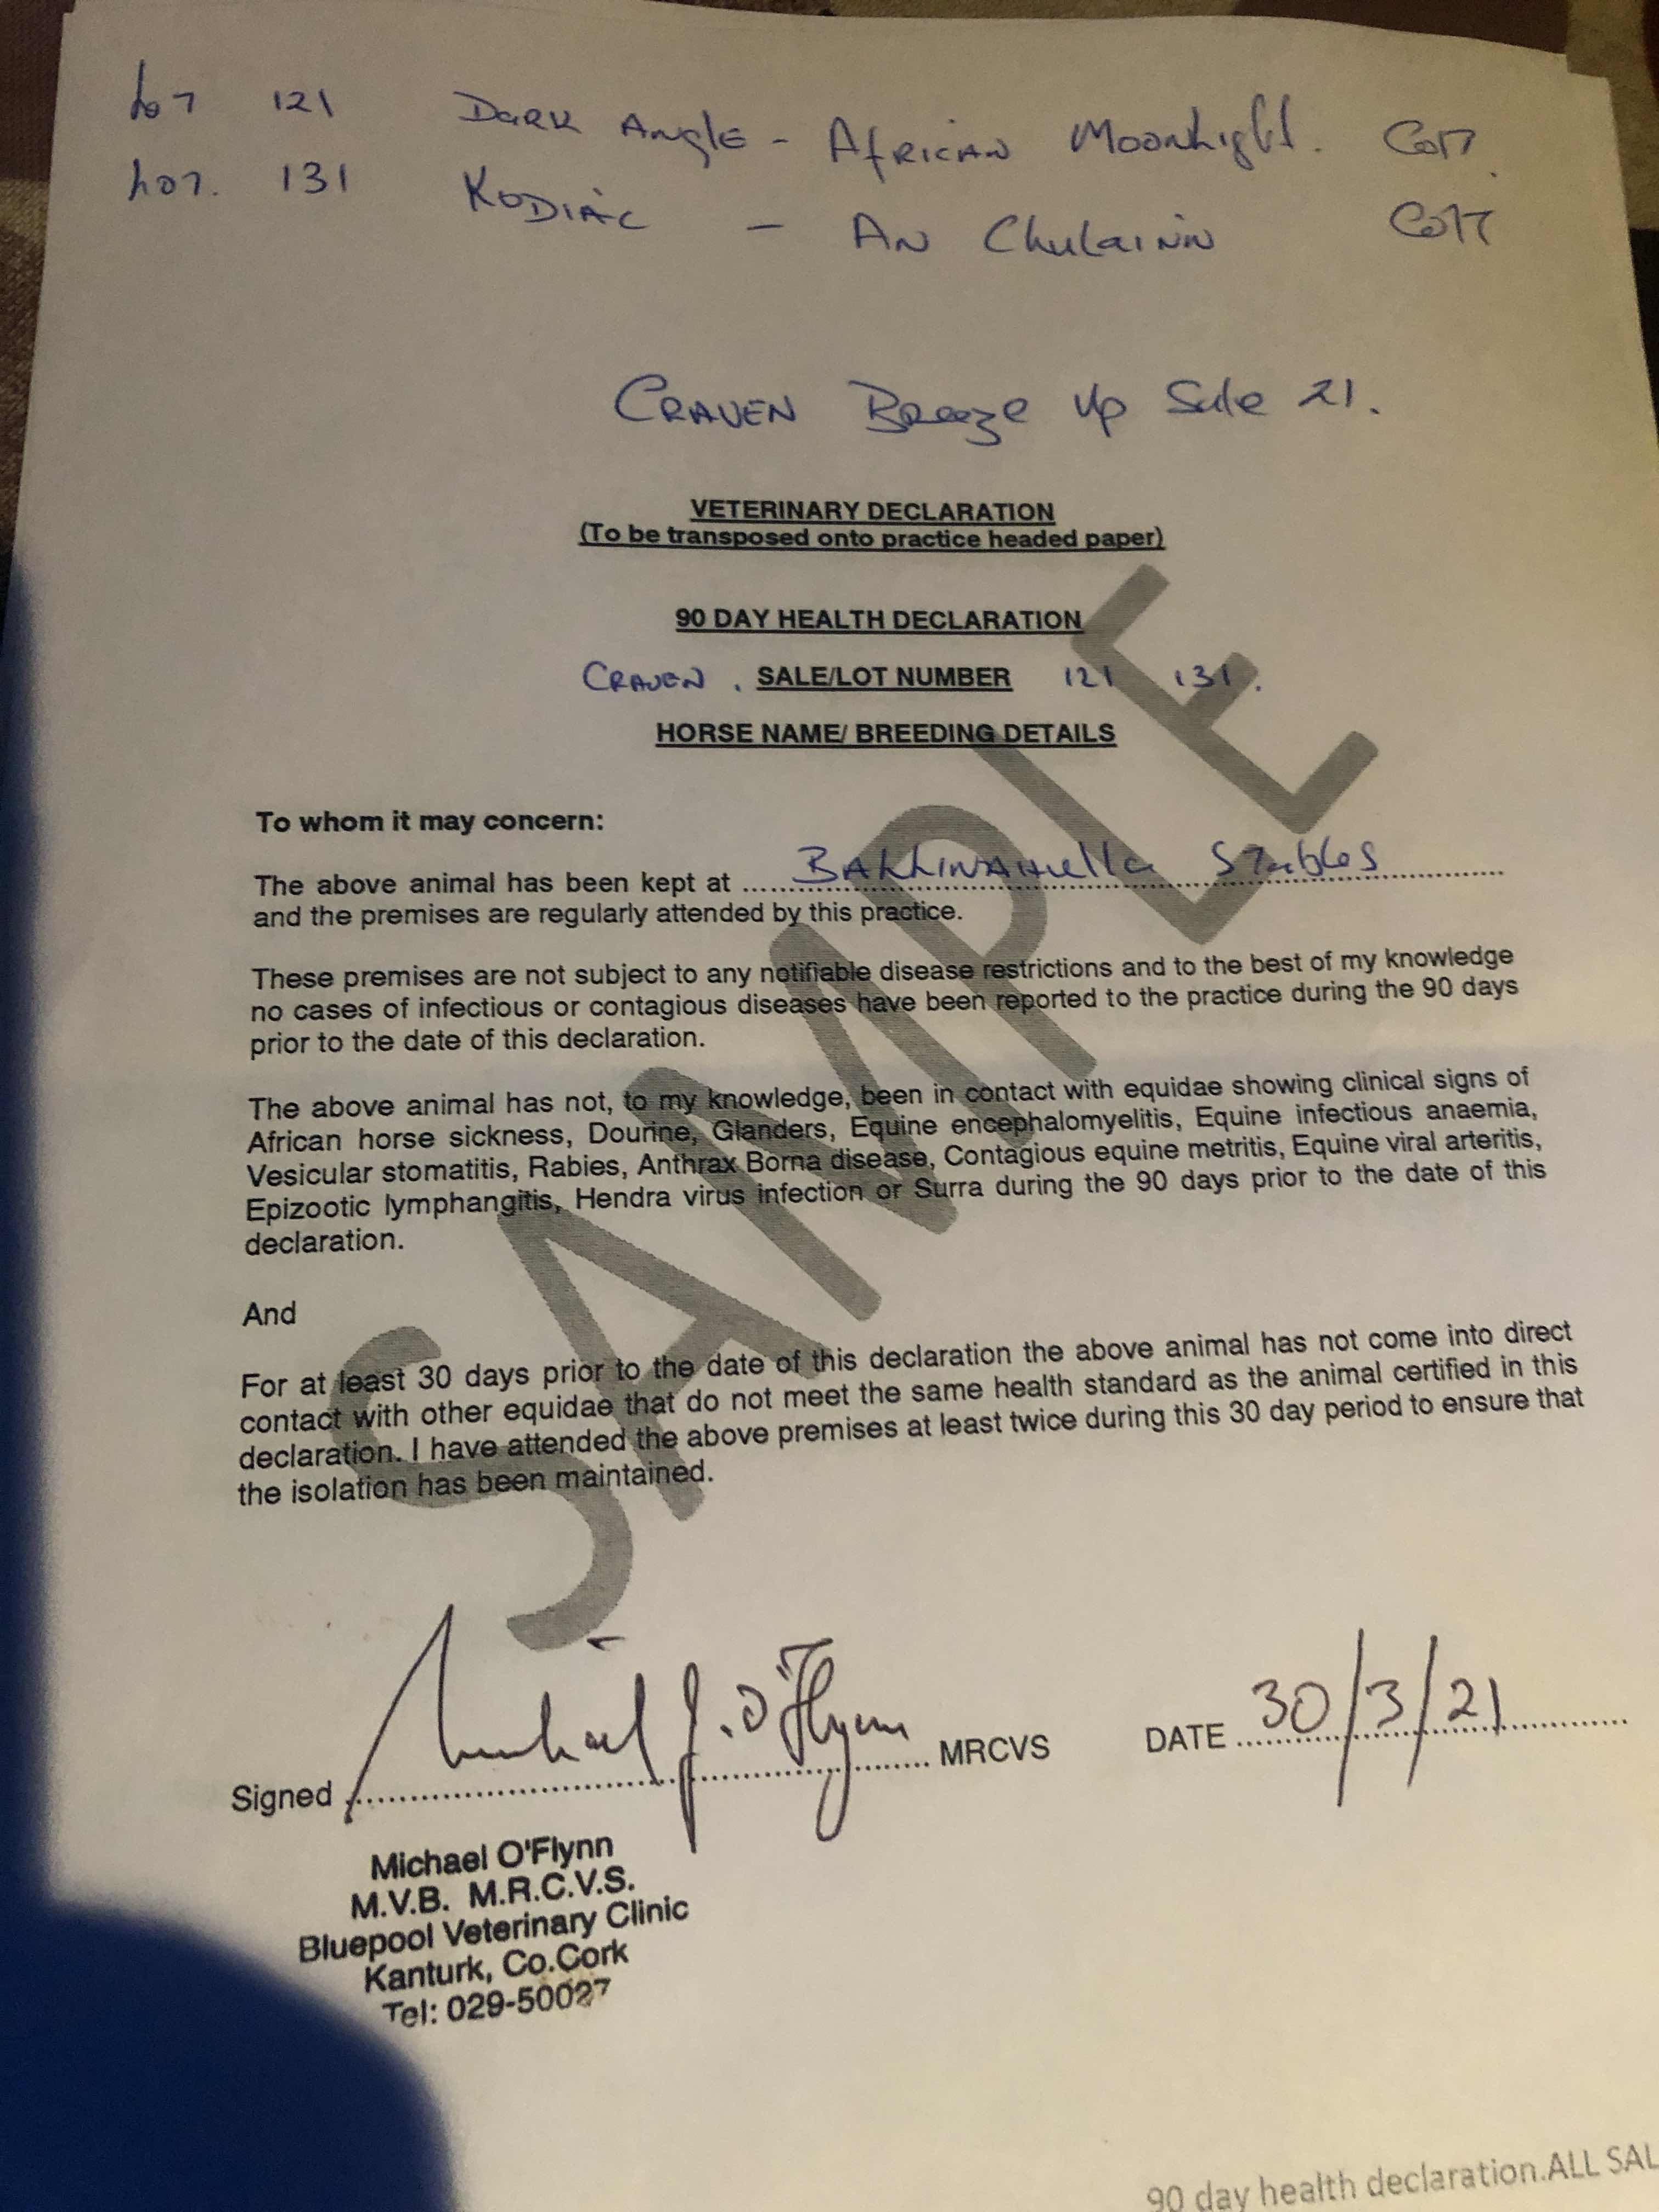 Lot 121 Dark Angle - African Moonlight. Colt.
Lot. 131 Kodiac - An Chulainn Colt
Craven Breeze Up Sale 21.
VETERINARY DECLARATION
(To be transposed onto practice headed paper)
90 DAY HEALTH DECLARATION
Craven. SALE/LOT NUMBER 121 131.
HORSE NAME/ BREEDING DETAILS
SAMPLE
To whom it may concern:
The above animal has been kept at ..... Ballinahulla Stables .....
and the premises are regularly attended by this practice.
These premises are not subject to any notifiable disease restrictions and to the best of my knowledge
no cases of infectious or contagious diseases have been reported to the practice during the 90 days
prior to the date of this declaration.
The above animal has not, to my knowledge, been in contact with equidae showing clinical signs of
African horse sickness, Dourine, Glanders, Equine encephalomyelitis, Equine infectious anaemia,
Vesicular stomatitis, Rabies, Anthrax Borna disease, Contagious equine metritis, Equine viral arteritis,
Epizootic lymphangitis, Hendra virus infection or Surra during the 90 days prior to the date of this
declaration.
And
For at least 30 days prior to the date of this declaration the above animal has not come into direct
contact with other equidae that do not meet the same health standard as the animal certified in this
declaration. I have attended the above premises at least twice during this 30 day period to ensure that
the isolation has been maintained.
Signed Michael J. O'Flynn MRCVS DATE 30/3/21
Michael O'Flynn
M.V.B. M.R.C.V.S.
Bluepool Veterinary Clinic
Kanturk, Co.Cork
Tel: 029-50027
90 day health declaration.ALL SAL